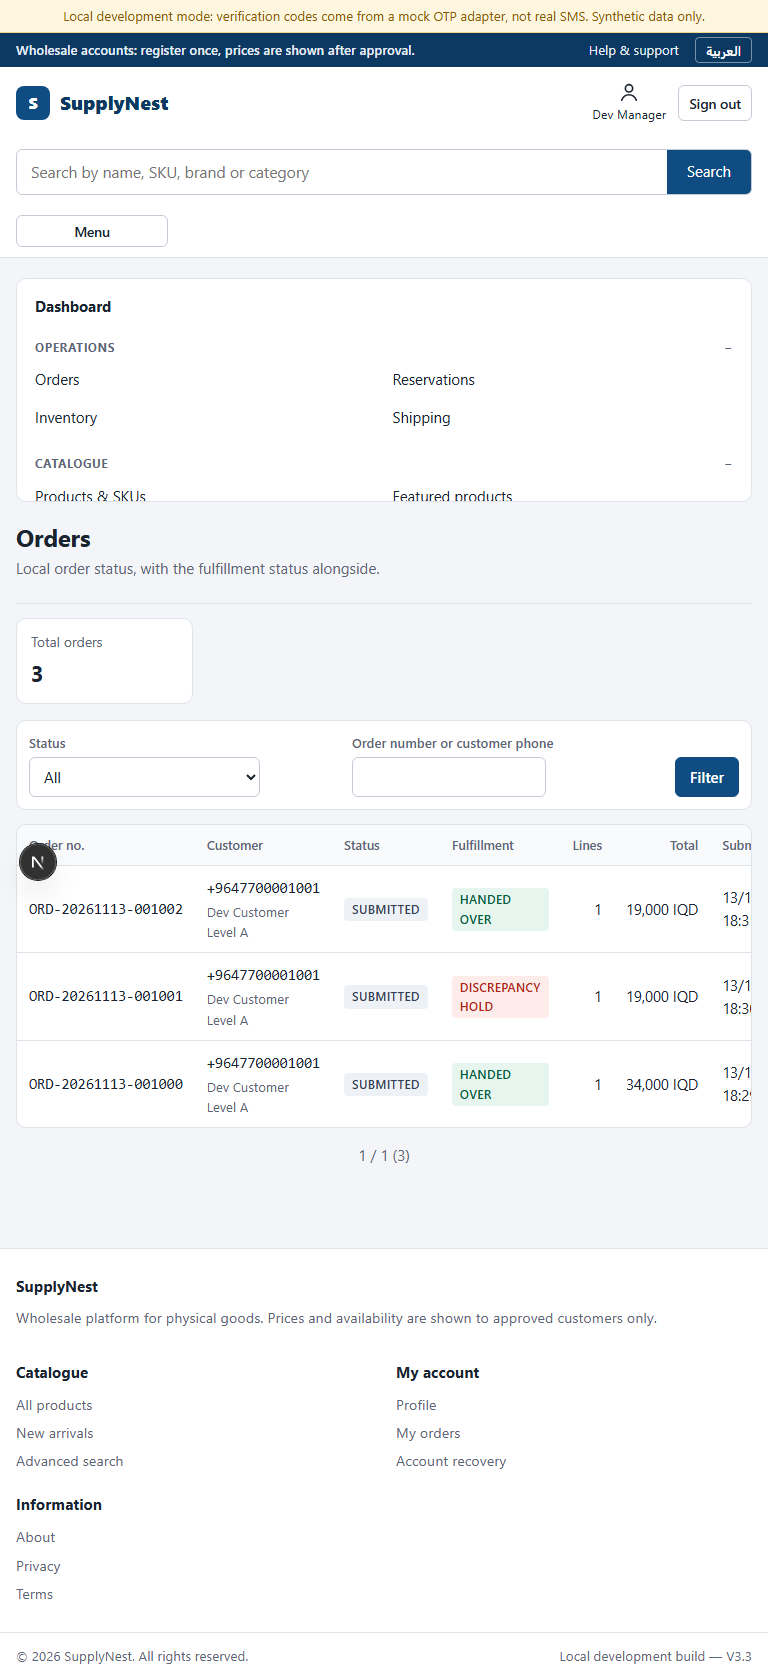 Local development mode: verification codes come from a mock OTP adapter, not real SMS. Synthetic data only.
Wholesale accounts: register once, prices are shown after approval.
Help & support
العربية
S
SupplyNest
Dev Manager
Sign out
Search by name, SKU, brand or category
Search
Menu
Dashboard
OPERATIONS –
Orders
Reservations
Inventory
Shipping
CATALOGUE –
Products & SKUs
Featured products
Orders
Local order status, with the fulfillment status alongside.
Total orders
3
Status
Order number or customer phone
All
Filter
Order no. Customer Status Fulfillment Lines Total
N
ORD-20261113-001002
+9647700001001
Dev Customer
Level A
SUBMITTED
HANDED
OVER
1
19,000 IQD
ORD-20261113-001001
+9647700001001
Dev Customer
Level A
SUBMITTED
DISCREPANCY
HOLD
1
19,000 IQD
ORD-20261113-001000
+9647700001001
Dev Customer
Level A
SUBMITTED
HANDED
OVER
1
34,000 IQD
1 / 1 (3)
SupplyNest
Wholesale platform for physical goods. Prices and availability are shown to approved customers only.
Catalogue
All products
New arrivals
Advanced search
My account
Profile
My orders
Account recovery
Information
About
Privacy
Terms
© 2026 SupplyNest. All rights reserved.
Local development build — V3.3